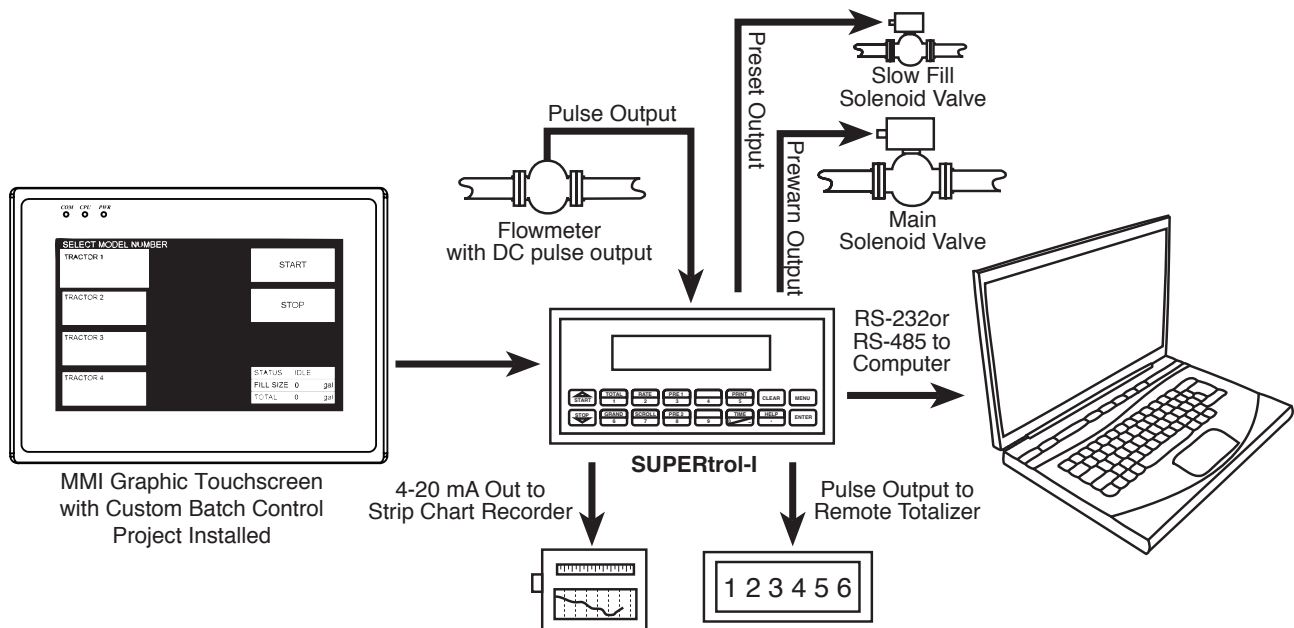 Preset Output
Slow Fill
Solenoid Valve
Pulse Output
Prewarn Output
Main
Solenoid Valve
Flowmeter
with DC pulse output
COM CPU PWR
SELECT MODEL NUMBER
TRACTOR 1
TRACTOR 2
TRACTOR 3
TRACTOR 4
START
STOP
STATUS IDLE
FILL SIZE 0 gal
TOTAL 0 gal
MMI Graphic Touchscreen
with Custom Batch Control
Project Installed
START TOTAL 1 RATE 2 PRE 1 3 4 PRINT 5 CLEAR MENU
STOP GRAND 6 SCROLL 7 PRE 2 8 9 TIME HELP - ENTER
SUPERtrol-I
RS-232or
RS-485 to
Computer
4-20 mA Out to
Strip Chart Recorder
Pulse Output to
Remote Totalizer
1 2 3 4 5 6